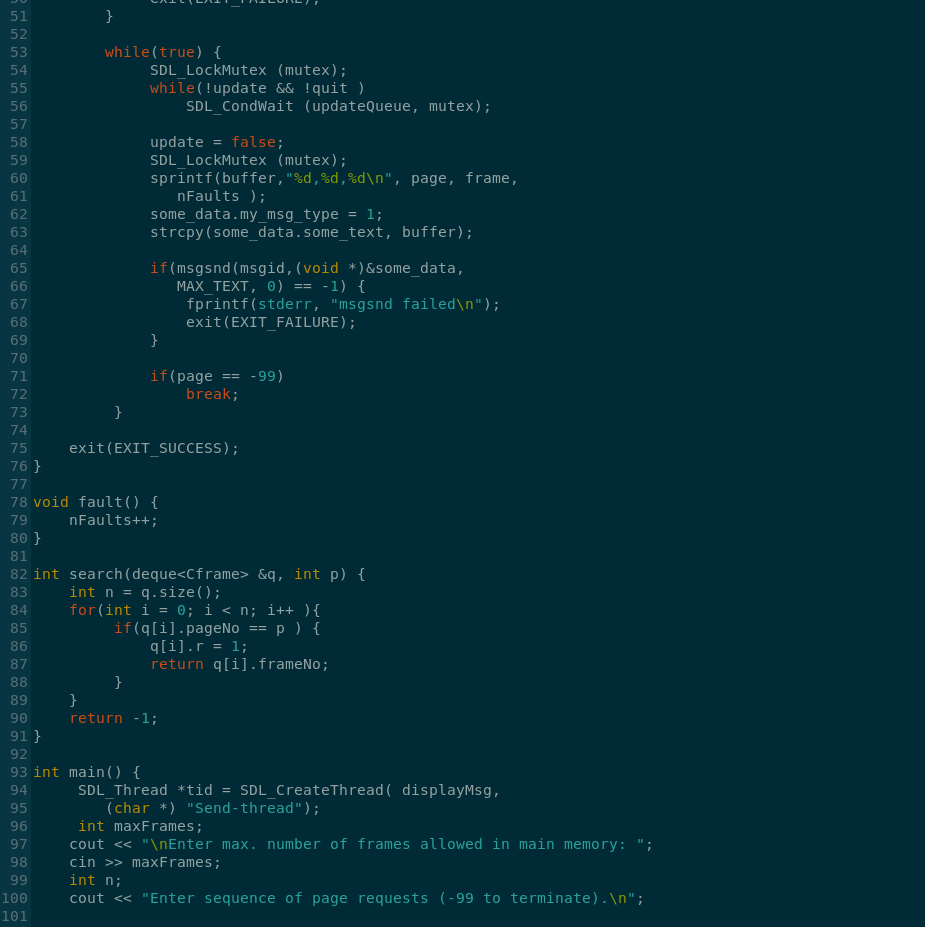 50 exit(EXIT_FAILURE);
51         }
52
53         while(true) {
54              SDL_LockMutex (mutex);
55              while(!update && !quit )
56                  SDL_CondWait (updateQueue, mutex);
57
58              update = false;
59              SDL_LockMutex (mutex);
60              sprintf(buffer,"%d,%d,%d\n", page, frame,
61                 nFaults );
62              some_data.my_msg_type = 1;
63              strcpy(some_data.some_text, buffer);
64
65              if(msgsnd(msgid,(void *)&some_data,
66                 MAX_TEXT, 0) == -1) {
67                  fprintf(stderr, "msgsnd failed\n");
68                  exit(EXIT_FAILURE);
69              }
70
71              if(page == -99)
72                  break;
73          }
74
75     exit(EXIT_SUCCESS);
76 }
77
78 void fault() {
79     nFaults++;
80 }
81
82 int search(deque<Cframe> &q, int p) {
83     int n = q.size();
84     for(int i = 0; i < n; i++ ){
85          if(q[i].pageNo == p ) {
86              q[i].r = 1;
87              return q[i].frameNo;
88          }
89     }
90     return -1;
91 }
92
93 int main() {
94      SDL_Thread *tid = SDL_CreateThread( displayMsg,
95         (char *) "Send-thread");
96      int maxFrames;
97     cout << "\nEnter max. number of frames allowed in main memory: ";
98     cin >> maxFrames;
99     int n;
100     cout << "Enter sequence of page requests (-99 to terminate).\n";
101